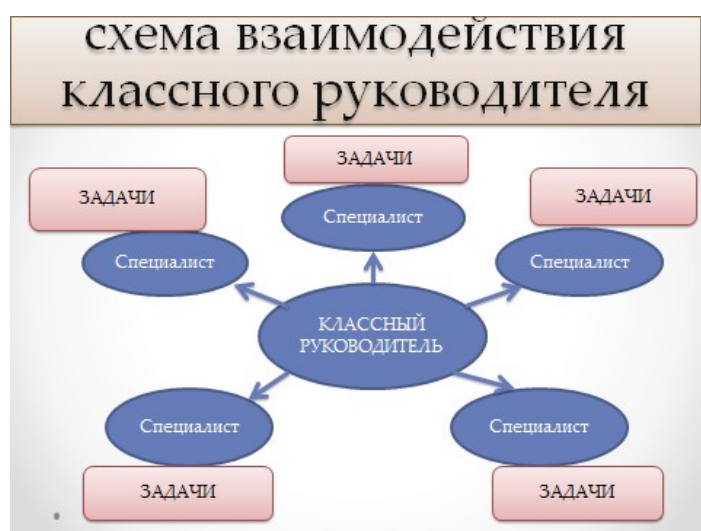 схема взаимодействия
классного руководителя
ЗАДАЧИ
ЗАДАЧИ
ЗАДАЧИ
Специалист
Специалист
Специалист
КЛАССНЫЙ
РУКОВОДИТЕЛЬ
Специалист
Специалист
ЗАДАЧИ
ЗАДАЧИ